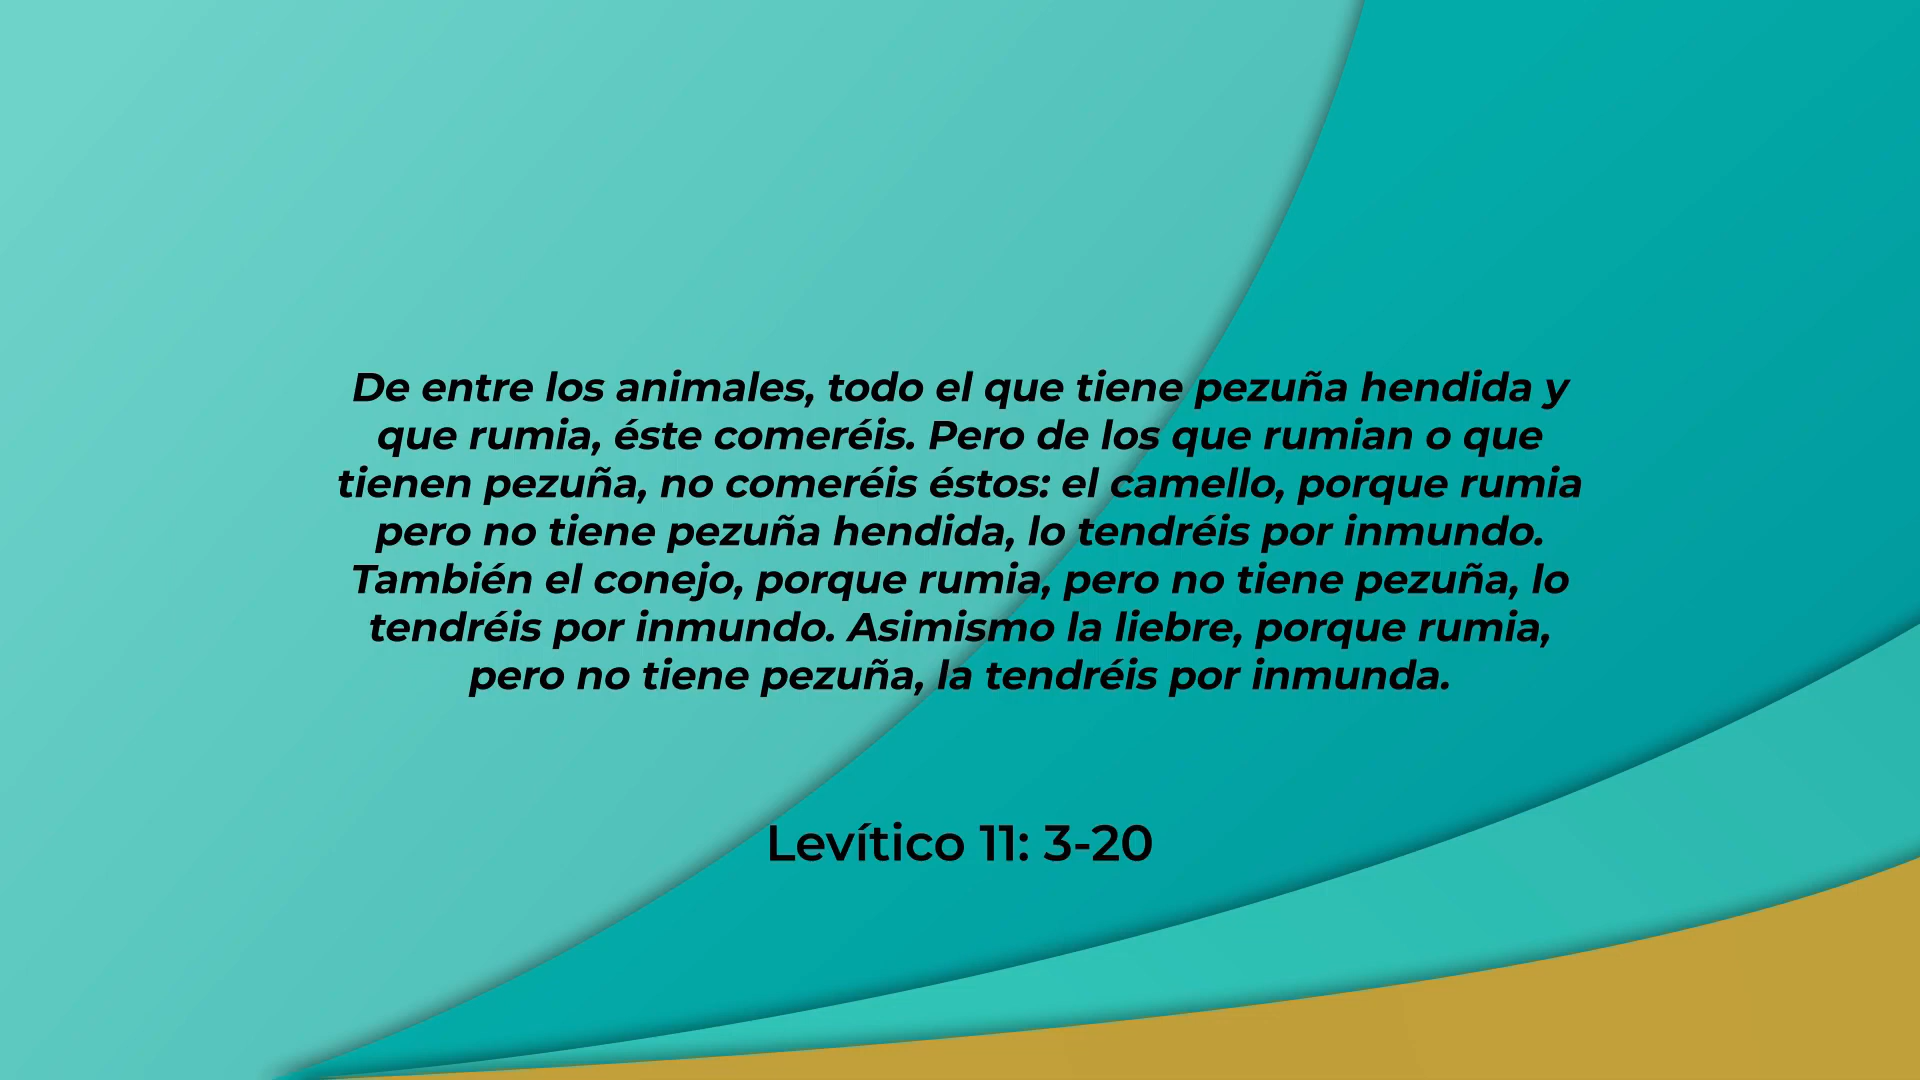 De entre los animales, todo el que tiene pezuña hendida y
que rumia, éste comeréis. Pero de los que rumian o que
tienen pezuña, no comeréis éstos: el camello, porque rumia
pero no tiene pezuña hendida, lo tendréis por inmundo.
También el conejo, porque rumia, pero no tiene pezuña, lo
tendréis por inmundo. Asimismo la liebre, porque rumia,
pero no tiene pezuña, la tendréis por inmunda.
Levítico 11: 3-20